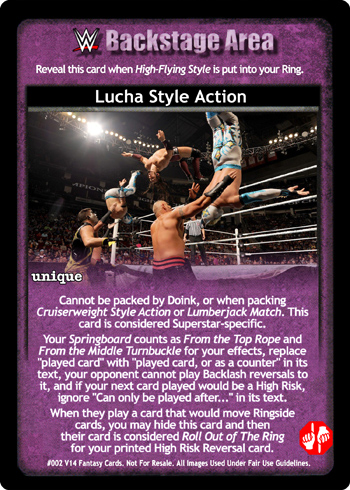 W Backstage Area
Reveal this card when High-Flying Style is put into your Ring.
Lucha Style Action
unique
Cannot be packed by Doink, or when packing
Cruiserweight Style Action or Lumberjack Match. This
card is considered Superstar-specific.
Your Springboard counts as From the Top Rope and
From the Middle Turnbuckle for your effects, replace
"played card" with "played card, or as a counter" in its
text, your opponent cannot play Backlash reversals to
it, and if your next card played would be a High Risk,
ignore "Can only be played after..." in its text.
When they play a card that would move Ringside
cards, you may hide this card and then
their card is considered Roll Out of The Ring
for your printed High Risk Reversal card.
#002 V14 Fantasy Cards. Not For Resale. All Images Used Under Fair Use Guidelines.